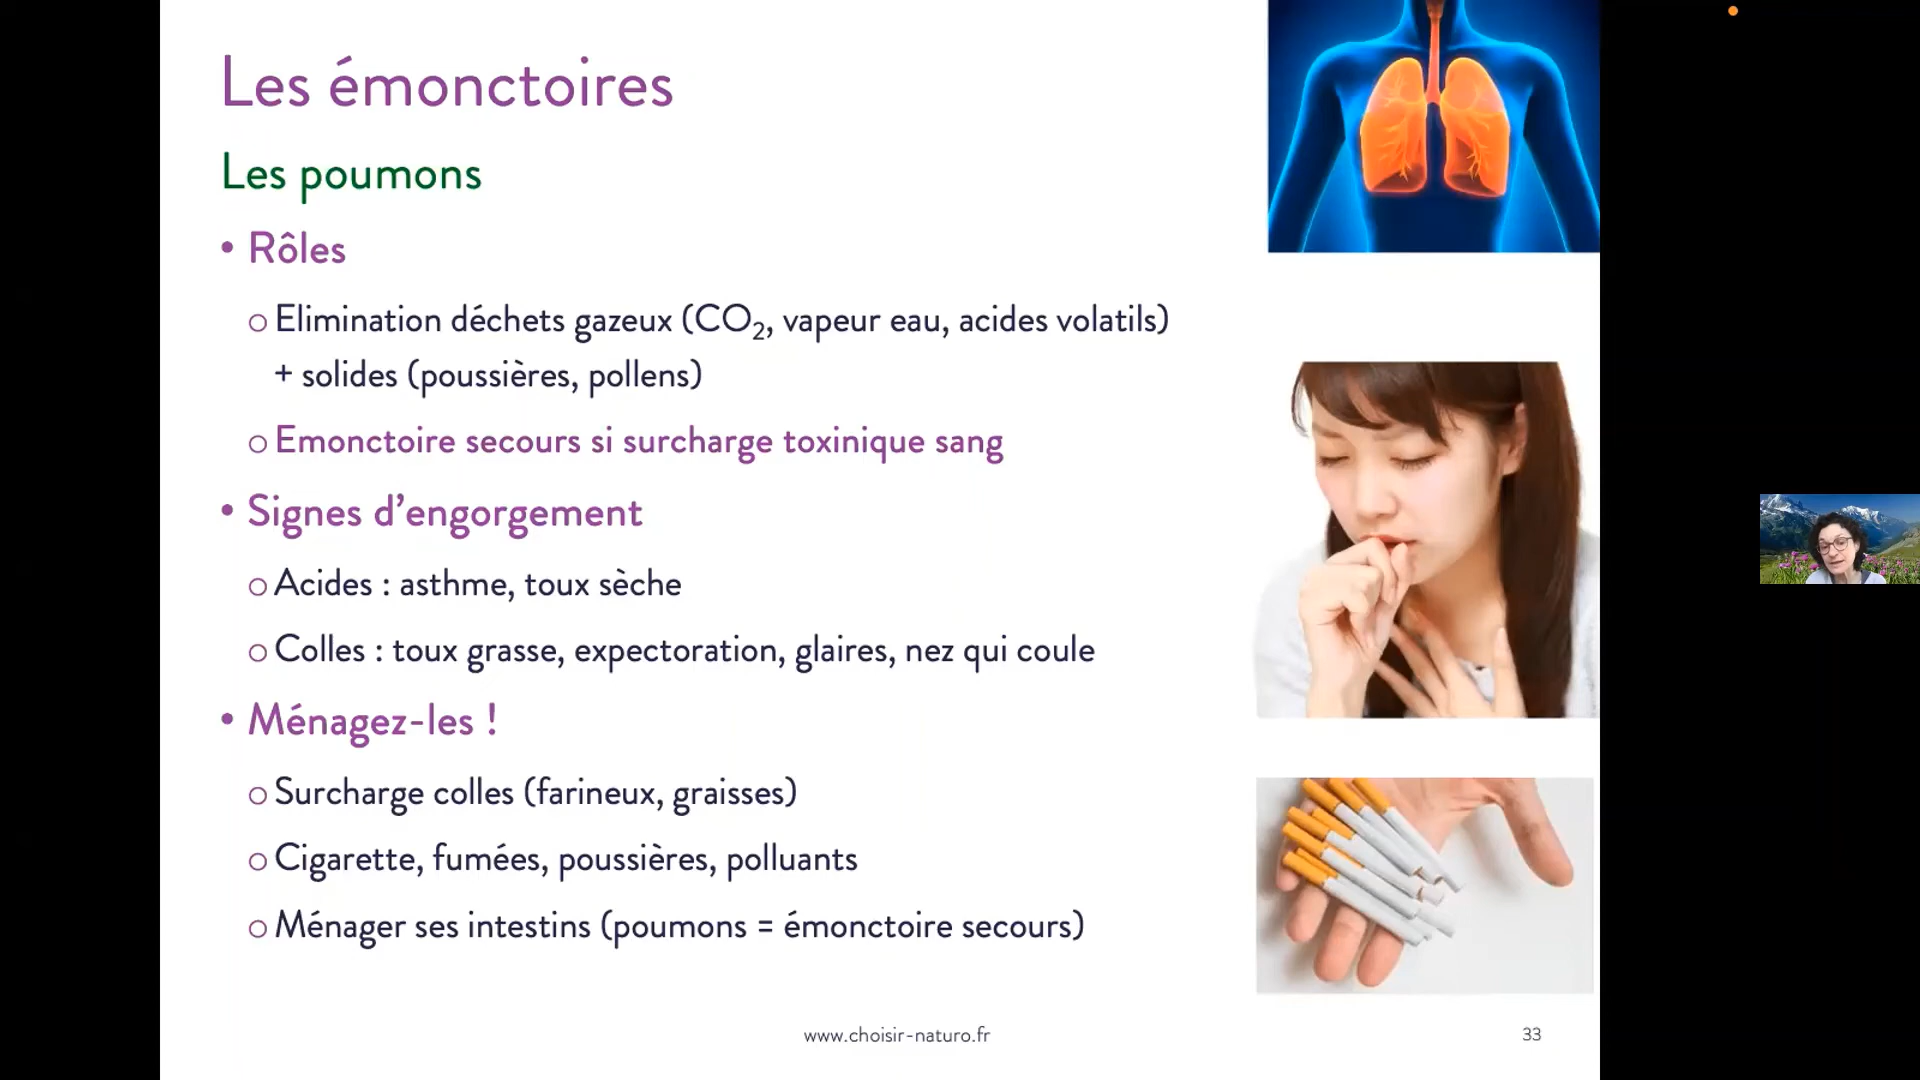 Les émonctoires
Les poumons
• Rôles
o Elimination déchets gazeux (CO₂, vapeur eau, acides volatils)
+ solides (poussières, pollens)
o Emonctoire secours si surcharge toxinique sang
• Signes d’engorgement
o Acides : asthme, toux sèche
o Colles : toux grasse, expectoration, glaires, nez qui coule
• Ménagez-les !
o Surcharge colles (farineux, graisses)
o Cigarette, fumées, poussières, polluants
o Ménager ses intestins (poumons = émonctoire secours)
www.choisir-naturo.fr
33